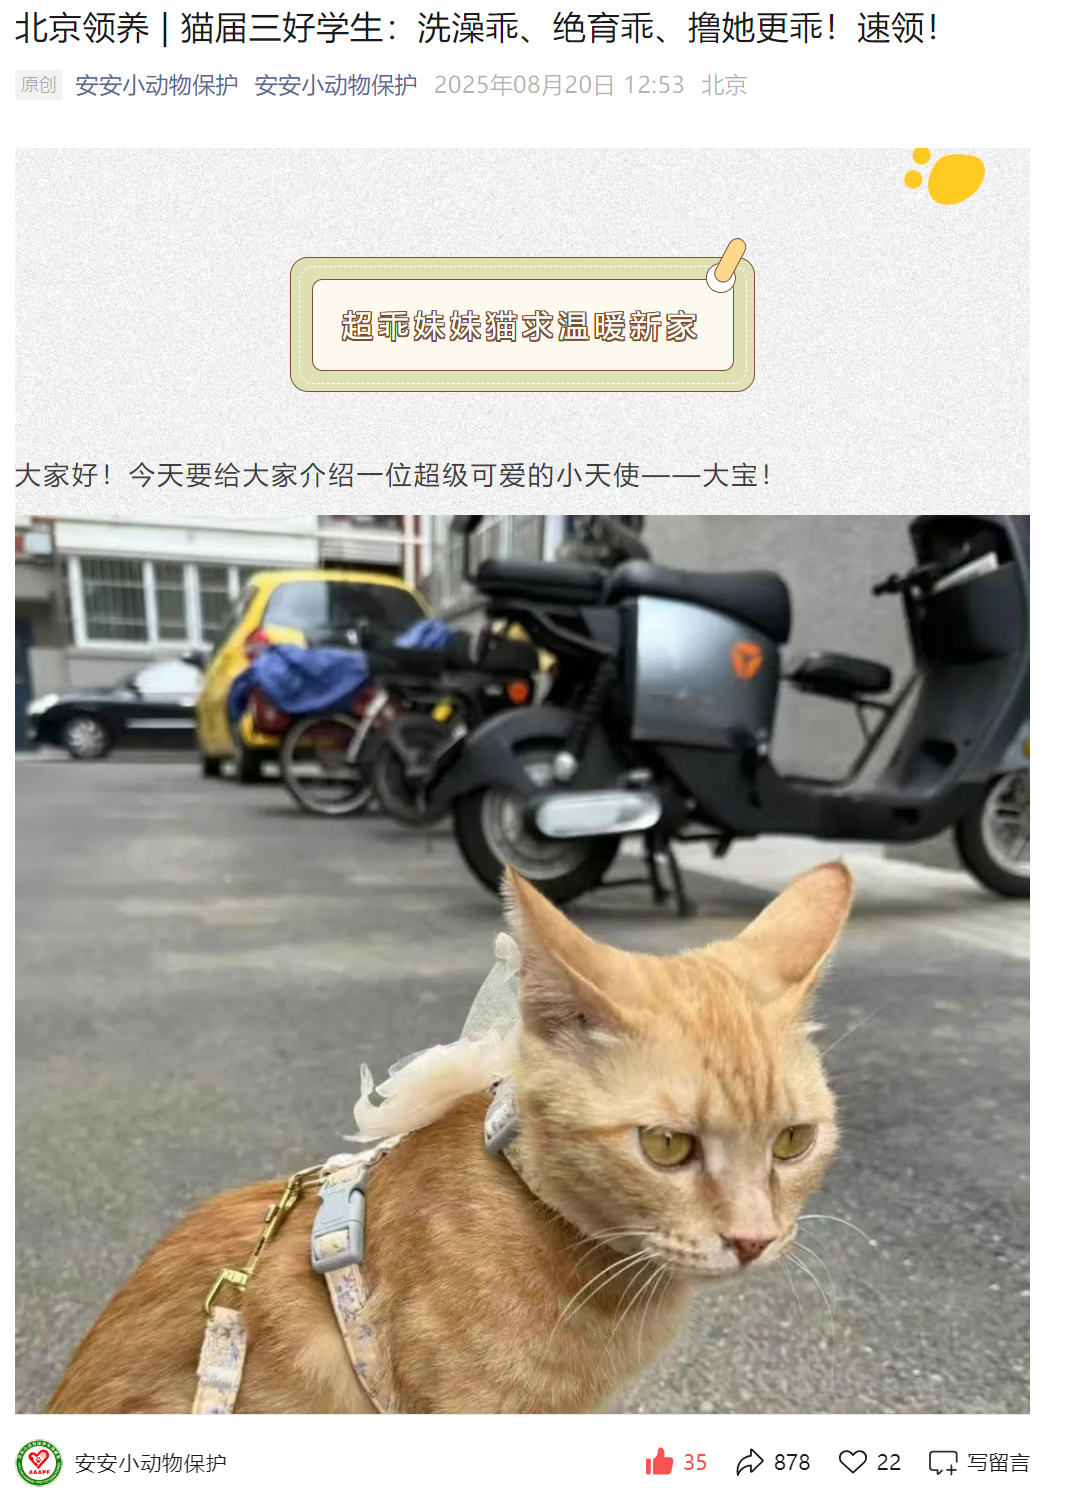 北京领养 | 猫届三好学生：洗澡乖、绝育乖、撸她更乖！速领！
原创 安安小动物保护 安安小动物保护 2025年08月20日 12:53 北京
超乖妹妹猫求温暖新家
大家好！今天要给大家介绍一位超级可爱的小天使——大宝！
AAAPF
安安小动物保护 35 878 22 写留言